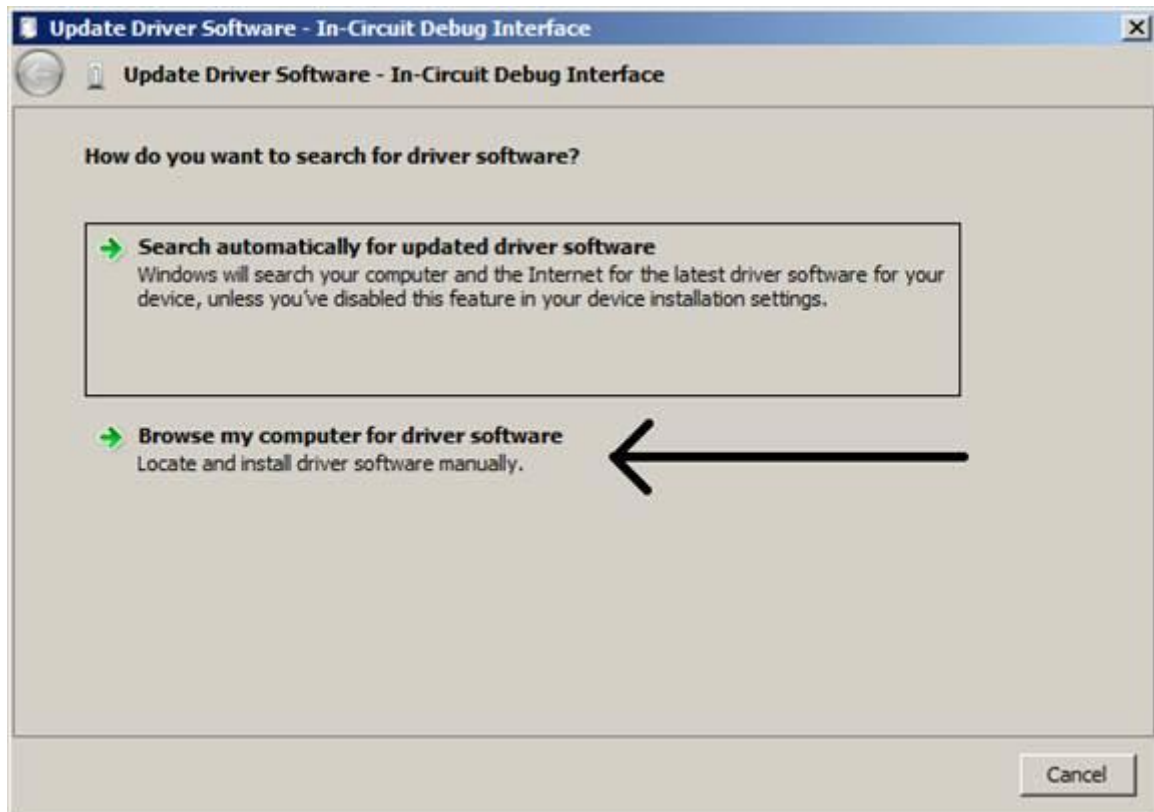 Update Driver Software - In-Circuit Debug Interface
Update Driver Software - In-Circuit Debug Interface
How do you want to search for driver software?
Search automatically for updated driver software
Windows will search your computer and the Internet for the latest driver software for your
device, unless you've disabled this feature in your device installation settings.
Browse my computer for driver software
Locate and install driver software manually.
Cancel